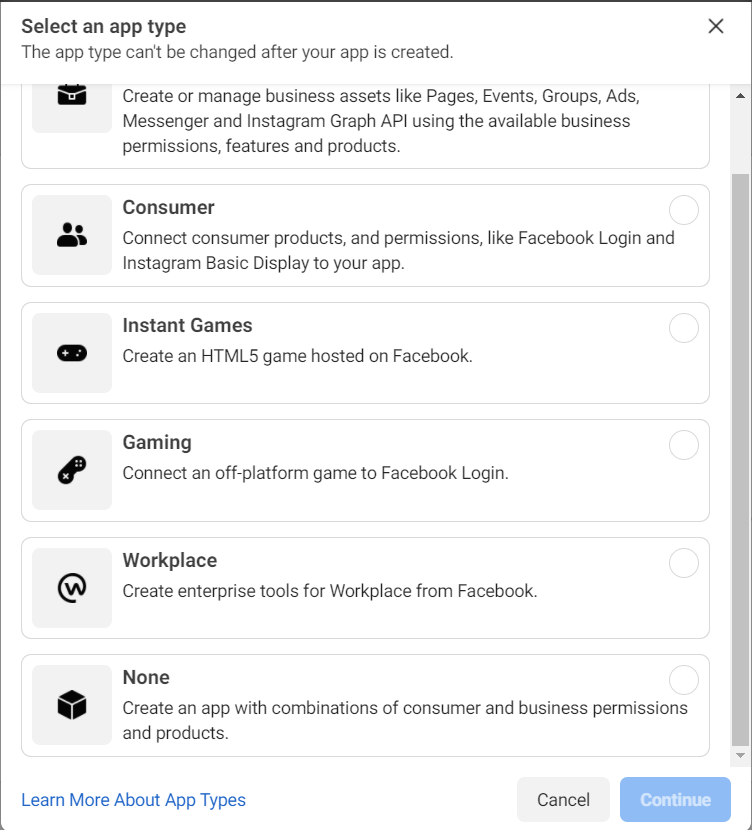 Select an app type
The app type can't be changed after your app is created.
Create or manage business assets like Pages, Events, Groups, Ads,
Messenger and Instagram Graph API using the available business
permissions, features and products.
Consumer
Connect consumer products, and permissions, like Facebook Login and
Instagram Basic Display to your app.
Instant Games
Create an HTML5 game hosted on Facebook.
Gaming
Connect an off-platform game to Facebook Login.
Workplace
Create enterprise tools for Workplace from Facebook.
None
Create an app with combinations of consumer and business permissions
and products.
Learn More About App Types
Cancel
Continue